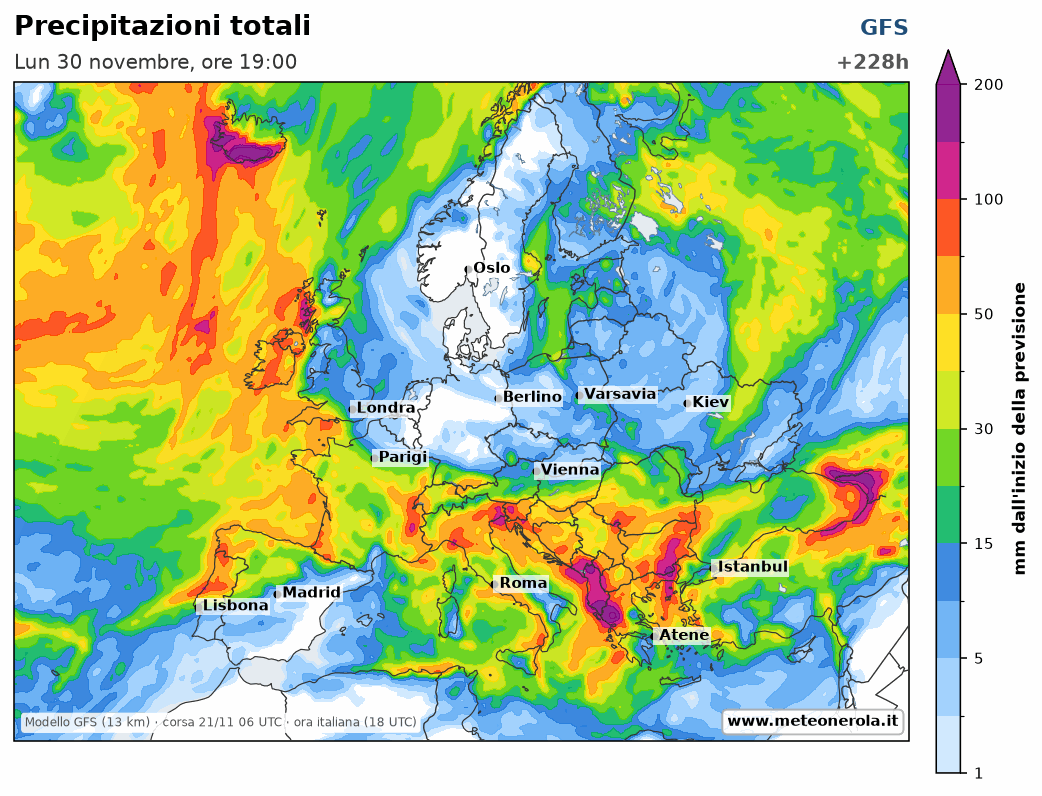 Precipitazioni totali
GFS
Lun 30 novembre, ore 19:00
+228h
200
100
50
30
15
5
1
mm dall'inizio della previsione
Oslo
Berlino
Varsavia
Kiev
Londra
Parigi
Vienna
Istanbul
Roma
Madrid
Lisbona
Atene
Modello GFS (13 km) · corsa 21/11 06 UTC · ora italiana (18 UTC)
www.meteonerola.it